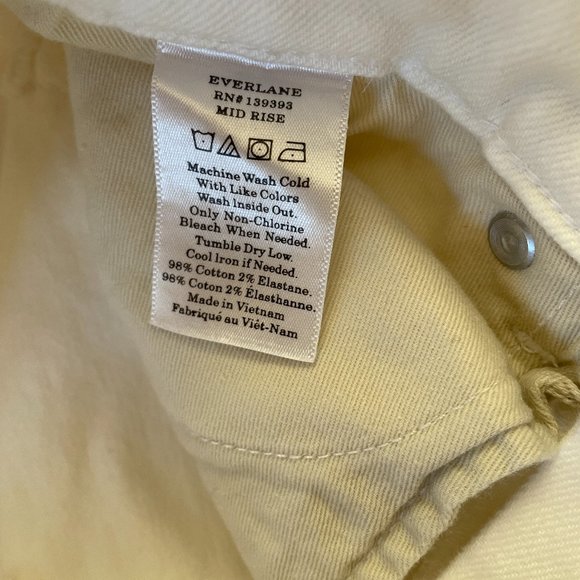 EVERLANE
RN# 139393
MID RISE
Machine Wash Cold
With Like Colors
Wash Inside Out.
Only Non-Chlorine
Bleach When Needed.
Tumble Dry Low.
Cool Iron if Needed.
98% Cotton 2% Elastane.
98% Coton 2% Élasthanne.
Made in Vietnam
Fabriqué au Viêt-Nam